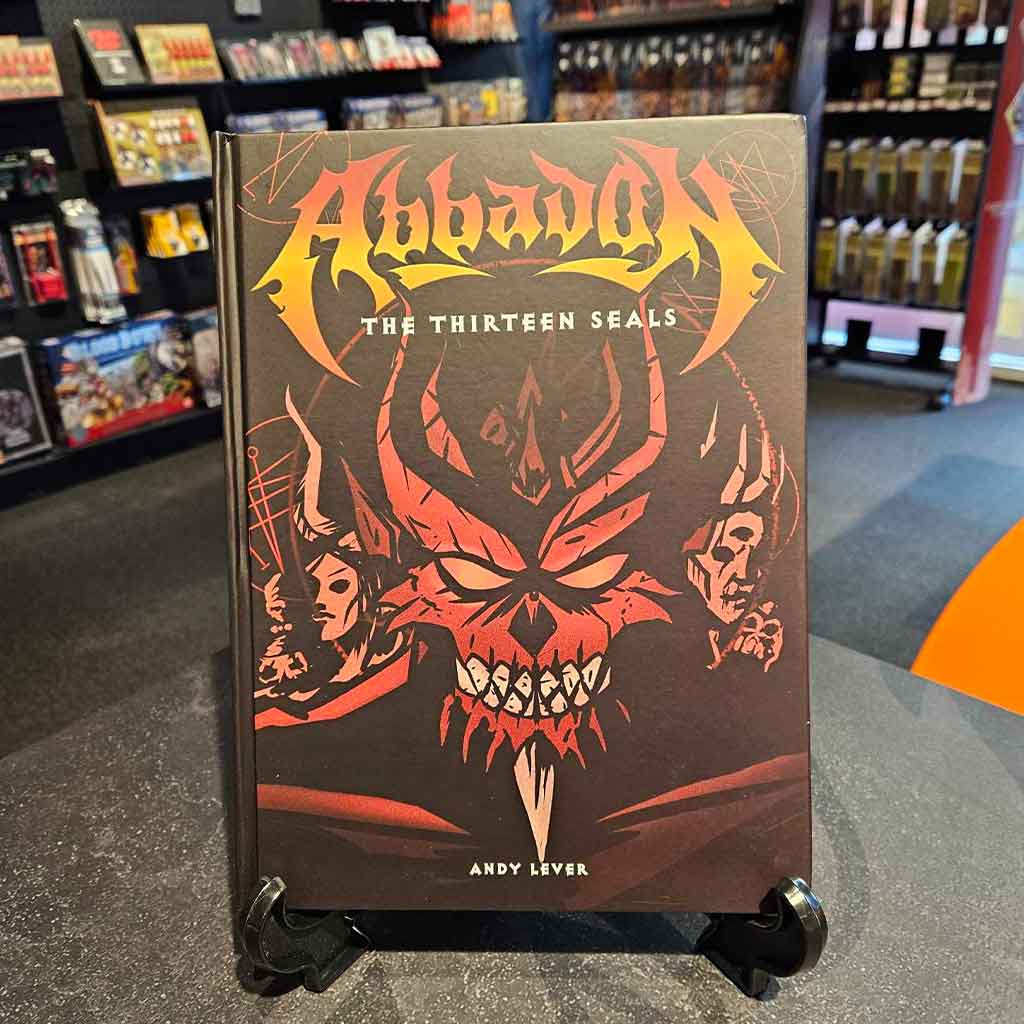 Abbadon
THE THIRTEEN SEALS
ANDY LEVER